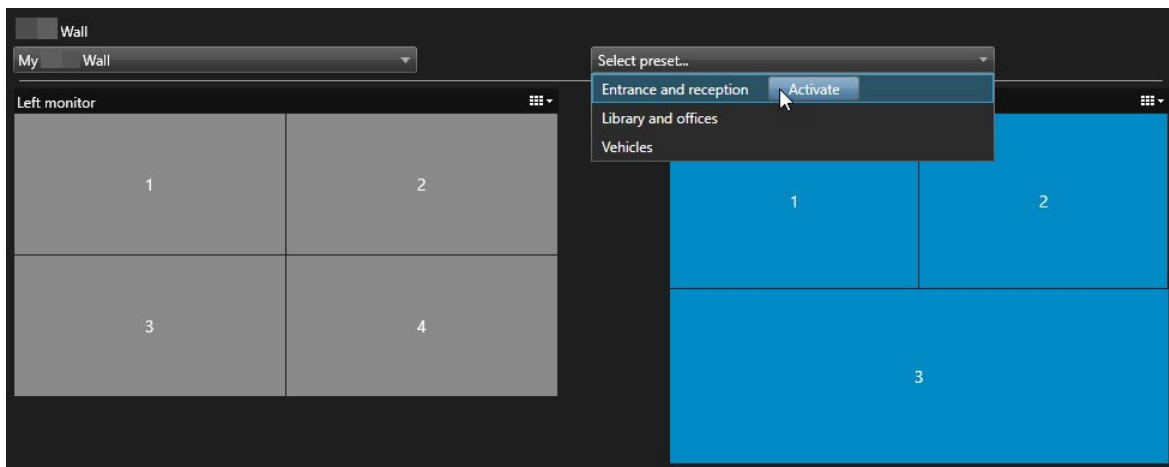 Wall
My Wall
Select preset...
Entrance and reception Activate
Library and offices
Vehicles
Left monitor
1 2
3 4
1 2
3